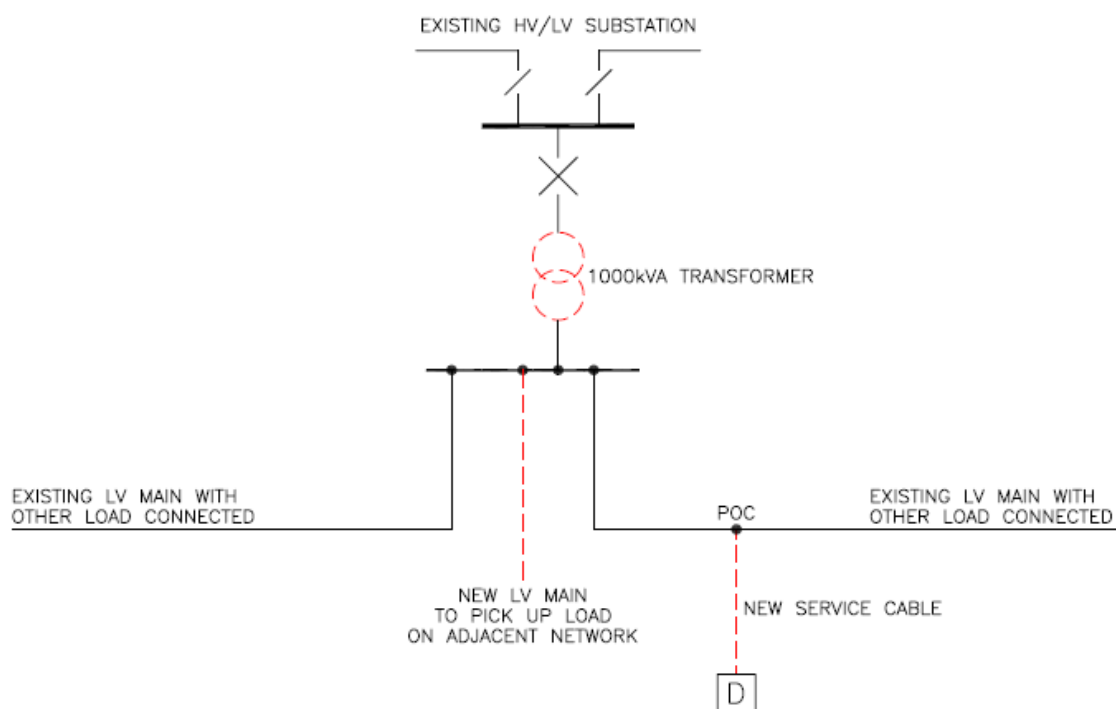 EXISTING HV/LV SUBSTATION
1000kVA TRANSFORMER
EXISTING LV MAIN WITH
OTHER LOAD CONNECTED
POC
EXISTING LV MAIN WITH
OTHER LOAD CONNECTED
NEW LV MAIN
TO PICK UP LOAD
ON ADJACENT NETWORK
NEW SERVICE CABLE
D